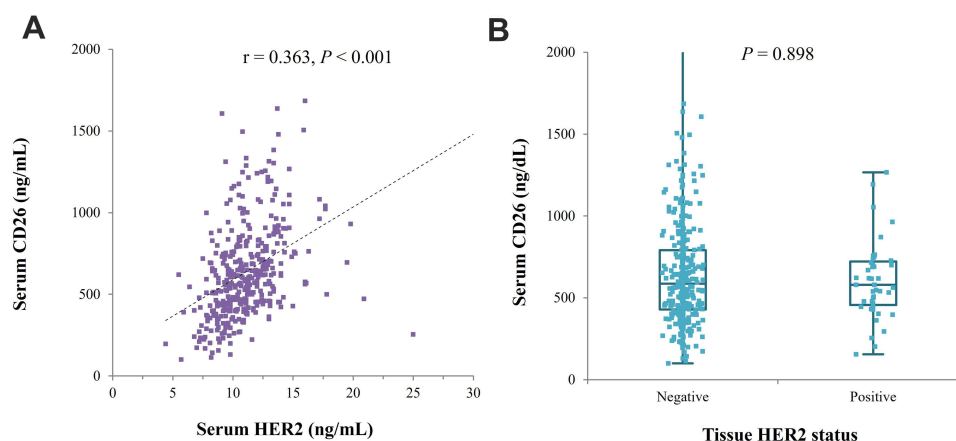 A
r = 0.363, P < 0.001
Serum CD26 (ng/mL)
2000
1500
1000
500
0
0 5 10 15 20 25 30
Serum HER2 (ng/mL)
B
P = 0.898
Serum CD26 (ng/dL)
2000
1500
1000
500
0
Negative Positive
Tissue HER2 status